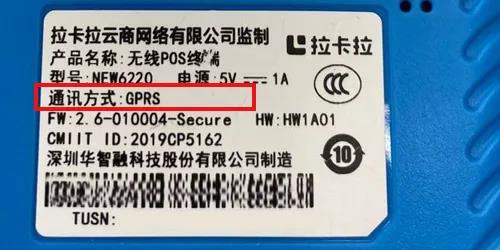 拉卡拉云商网络有限公司监制
产品名称:无线POS终端
拉卡拉
型号:NEW6220 电源:5V⎓1A
通讯方式:GPRS
FW:2.6-010004-Secure HW:HW1A01
CMIIT ID:2019CP5162
深圳华智融科技股份有限公司制造
10
TUSN: